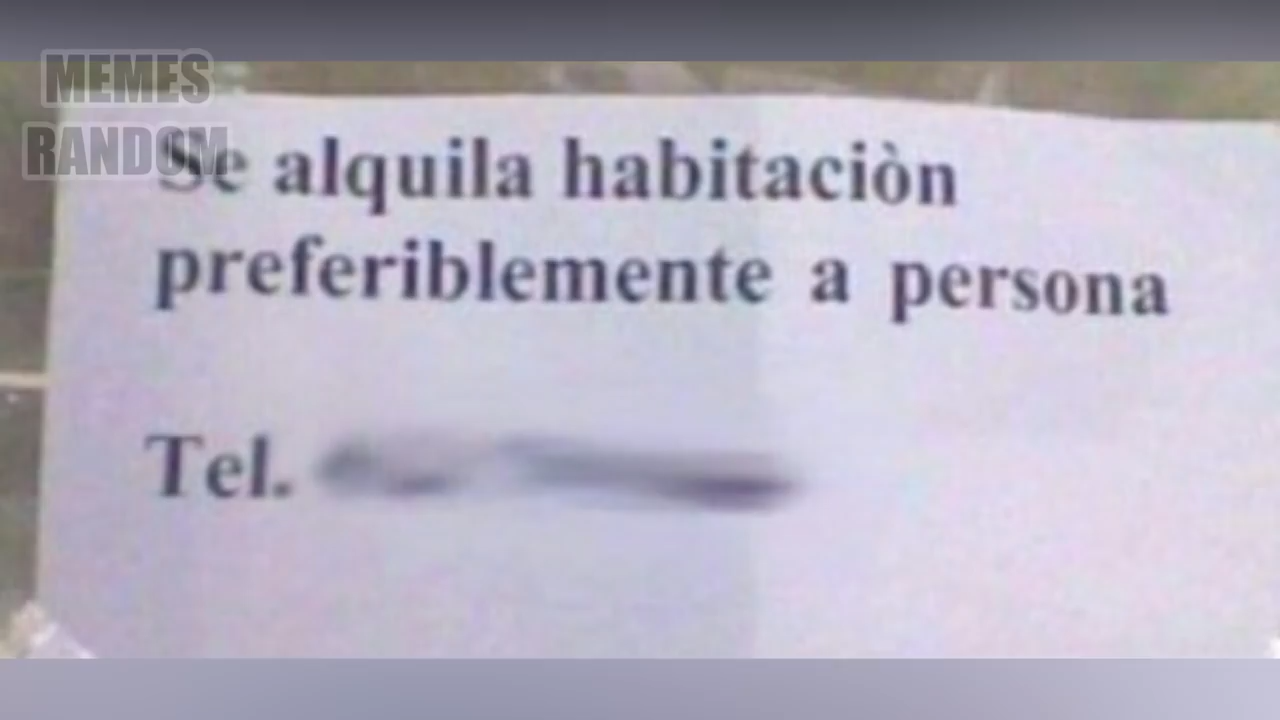 MEMES
RANDOM
Se alquila habitaciòn
preferiblemente a persona
Tel.